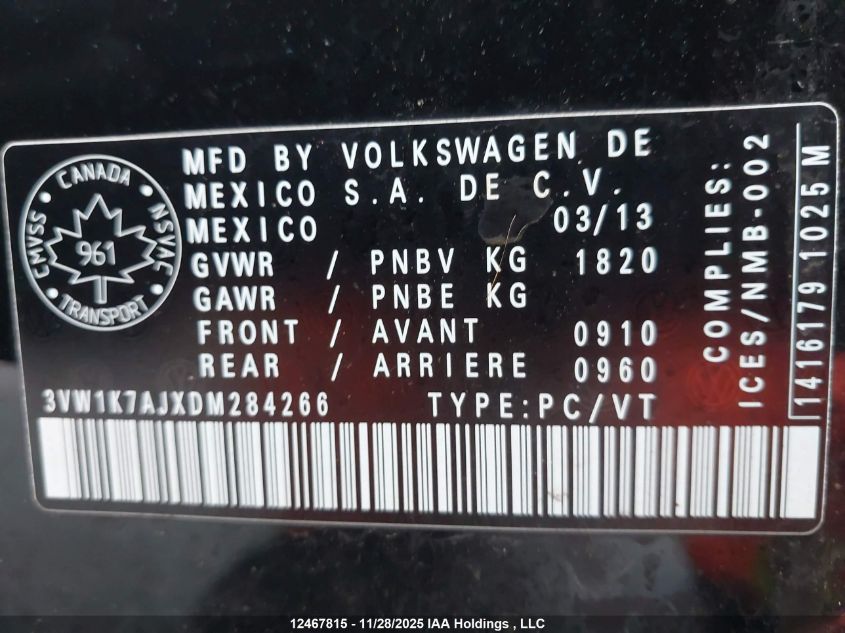 CANADA
CMVSS
NSVAC
961
TRANSPORT
MFD BY VOLKSWAGEN DE
MEXICO S.A. DE C.V.
MEXICO 03/13
GVWR / PNBV KG 1820
GAWR / PNBE KG
FRONT / AVANT 0910
REAR / ARRIERE 0960
3VW1K7AJXDM284266 TYPE:PC/VT
COMPLIES:
ICES/NMB-002
1416179 1025 M
12467815 - 11/28/2025 IAA Holdings , LLC